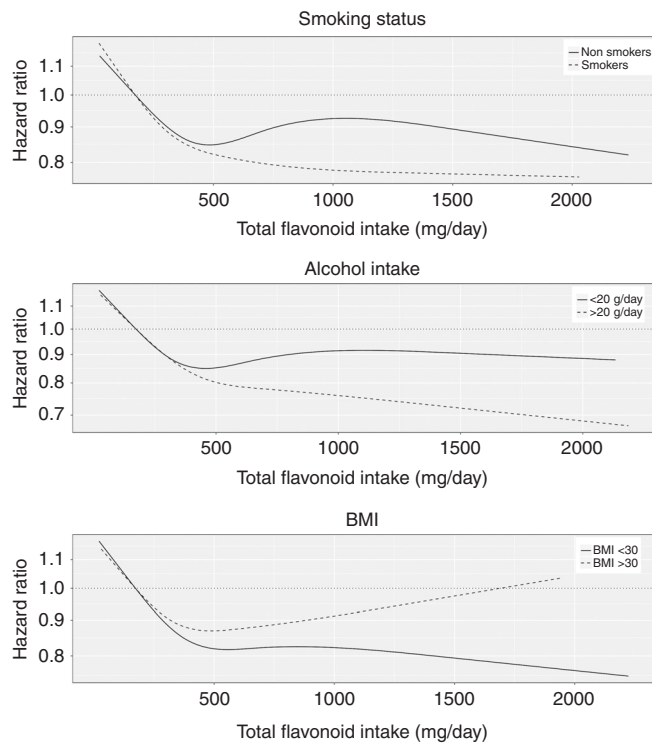 Smoking status
1.1
1.0
0.9
0.8
Hazard ratio
Non smokers
Smokers
500 1000 1500 2000
Total flavonoid intake (mg/day)
Alcohol intake
1.1
1.0
0.9
0.8
0.7
Hazard ratio
<20 g/day
>20 g/day
500 1000 1500 2000
Total flavonoid intake (mg/day)
BMI
1.1
1.0
0.9
0.8
Hazard ratio
BMI <30
BMI >30
500 1000 1500 2000
Total flavonoid intake (mg/day)